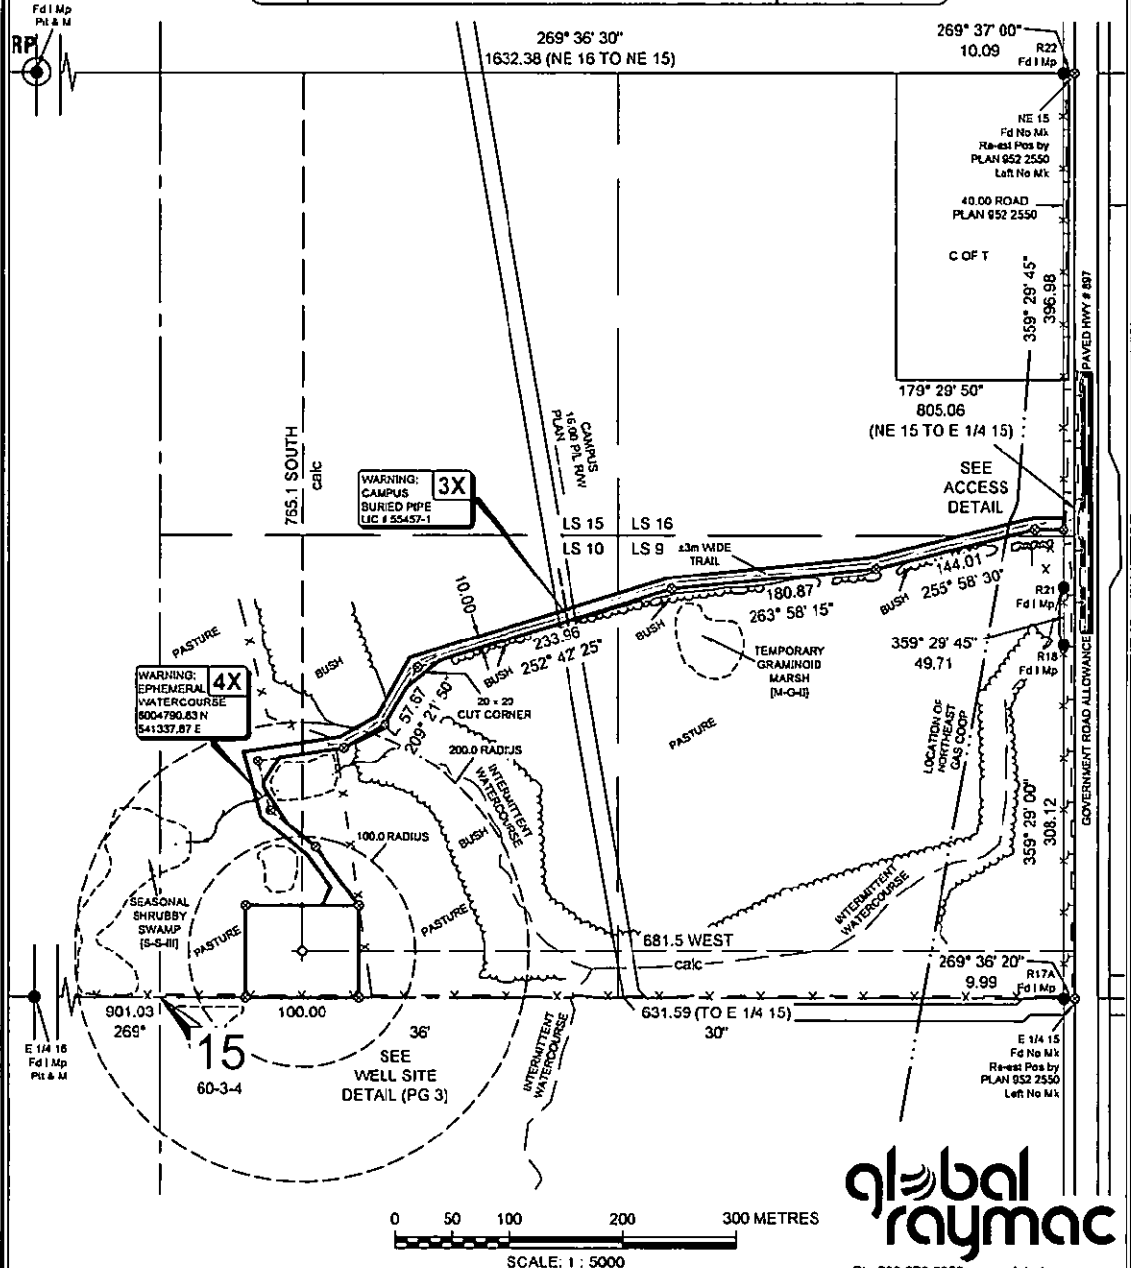 Fd I Mp
Pit & M
RP
269° 36' 30"
1632.38 (NE 16 TO NE 15)
269° 37' 00"
10.09
R22
Fd I Mp
NE 15
Fd No Mk
Re-est Pos by
PLAN 952 2550
Left No Mk
40.00 ROAD
PLAN 952 2550
C OF T
359° 29' 45"
396.98
PAVED HWY # 897
179° 29' 50"
805.06
(NE 15 TO E 1/4 15)
SEE
ACCESS
DETAIL
765.1 SOUTH
calc
CAMPUS
16.00 P/L R/W
PLAN
WARNING:
CAMPUS
BURIED PIPE
LIC # 55457-1
3X
LS 15
LS 16
LS 10
LS 9
±3m WIDE
TRAIL
10.00
233.96
252° 42' 25"
180.87
263° 58' 15"
144.01
255° 58' 30"
BUSH
BUSH
BUSH
BUSH
R21
Fd I Mp
359° 29' 45"
49.71
R18
Fd I Mp
PASTURE
WARNING:
EPHEMERAL
WATERCOURSE
6004790.83 N
541337.87 E
4X
57.67
209° 21' 50"
20 x 20
CUT CORNER
TEMPORARY
GRAMINOID
MARSH
[M-G-II]
PASTURE
LOCATION OF
NORTHEAST
GAS COOP
GOVERNMENT ROAD ALLOWANCE
200.0 RADIUS
INTERMITTENT
WATERCOURSE
100.0 RADIUS
BUSH
359° 29' 00"
308.12
SEASONAL
SHRUBBY
SWAMP
[S-S-III]
PASTURE
PASTURE
INTERMITTENT
WATERCOURSE
681.5 WEST
calc
269° 36' 20"
9.99
R17A
Fd I Mp
901.03
269°
100.00
36'
631.59 (TO E 1/4 15)
30"
E 1/4 16
Fd I Mp
Pit & M
15
60-3-4
SEE
WELL SITE
DETAIL (PG 3)
INTERMITTENT
WATERCOURSE
E 1/4 15
Fd No Mk
Re-est Pos by
PLAN 952 2550
Left No Mk
global
raymac
0 50 100 200 300 METRES
SCALE: 1 : 5000